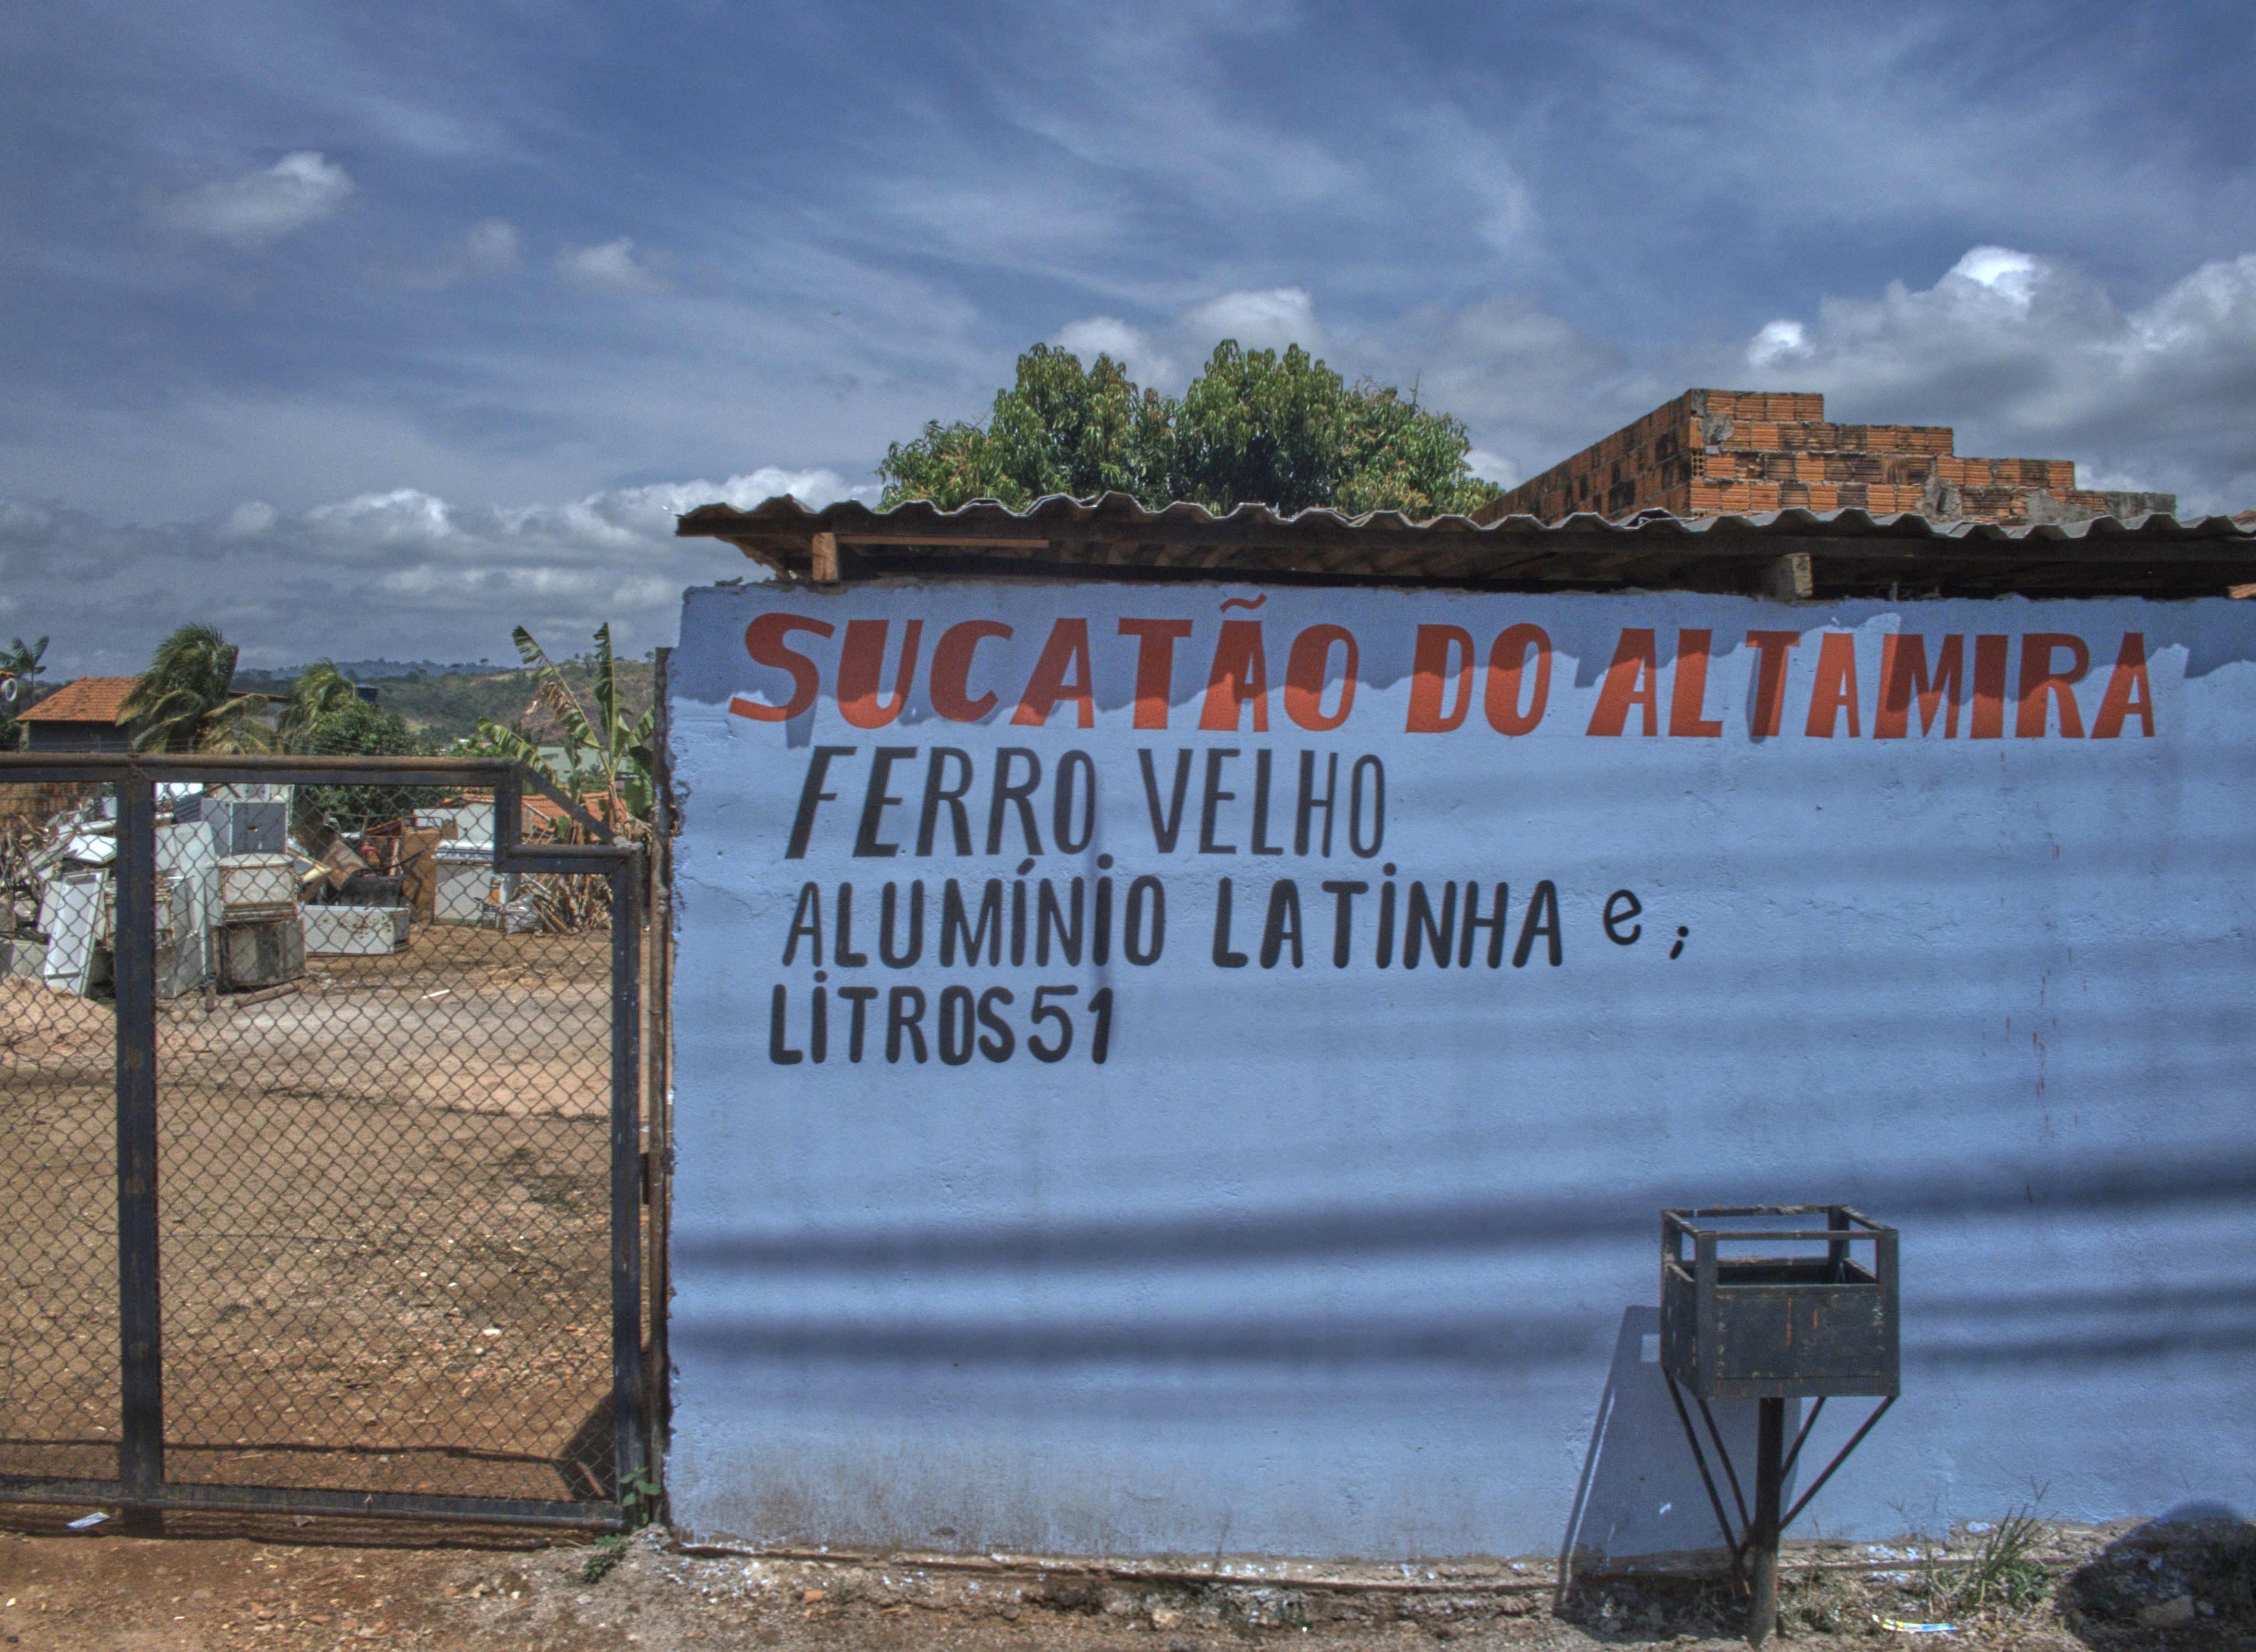 SUCATÃO DO ALTAMIRA
FERRO VELHO
ALUMÍNiO LATiNHA e ;
LiTROS 51